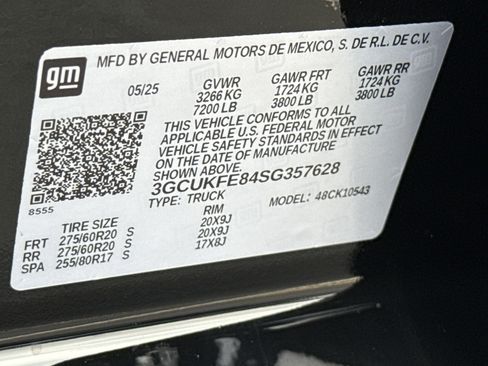 gm
MFD BY GENERAL MOTORS DE MEXICO, S. DE R.L. DE C.V.
05/25 GVWR GAWR FRT GAWR RR
3266 KG 1724 KG 1724 KG
7200 LB 3800 LB 3800 LB
THIS VEHICLE CONFORMS TO ALL
APPLICABLE U.S. FEDERAL MOTOR
VEHICLE SAFETY STANDARDS IN EFFECT
ON THE DATE OF MANUFACTURE
SHOWN ABOVE.
3GCUKFE84SG357628
TYPE: TRUCK MODEL: 48CK10543
8555
TIRE SIZE RIM
FRT 275/60R20 S 20X9J
RR 275/60R20 S 20X9J
SPA 255/80R17 S 17X8J